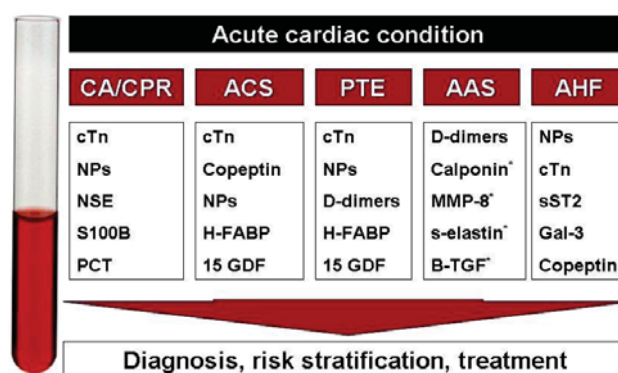 Acute cardiac condition
CA/CPR ACS PTE AAS AHF
cTn cTn cTn D-dimers NPs
NPs Copeptin NPs Calponin* cTn
NSE NPs D-dimers MMP-8* sST2
S100B H-FABP H-FABP s-elastin* Gal-3
PCT 15 GDF 15 GDF B-TGF* Copeptin
Diagnosis, risk stratification, treatment